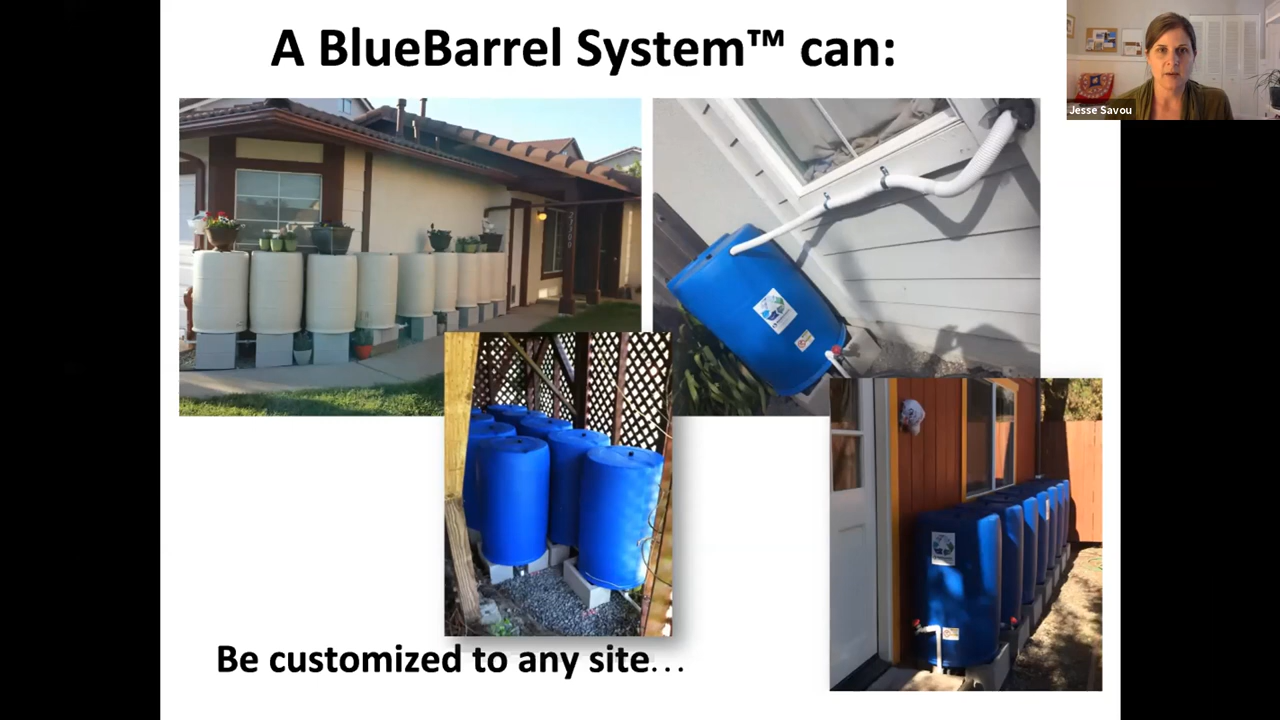 A BlueBarrel System™ can:
Jesse Savou
Be customized to any site…